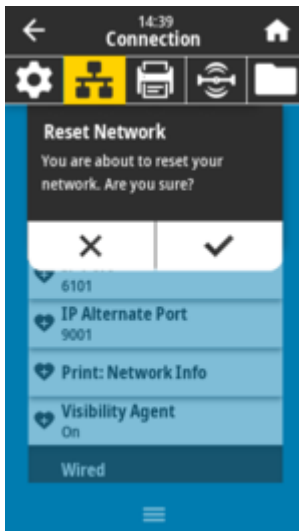 14:39
Connection
Reset Network
You are about to reset your
network. Are you sure?
6101
IP Alternate Port
9001
Print: Network Info
Visibility Agent
On
Wired